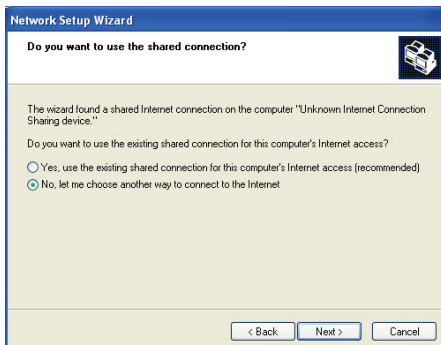 Network Setup Wizard
Do you want to use the shared connection?
The wizard found a shared Internet connection on the computer "Unknown Internet Connection
Sharing device."
Do you want to use the existing shared connection for this computer's Internet access?
Yes, use the existing shared connection for this computer's Internet access (recommended)
No, let me choose another way to connect to the Internet
< Back Next > Cancel